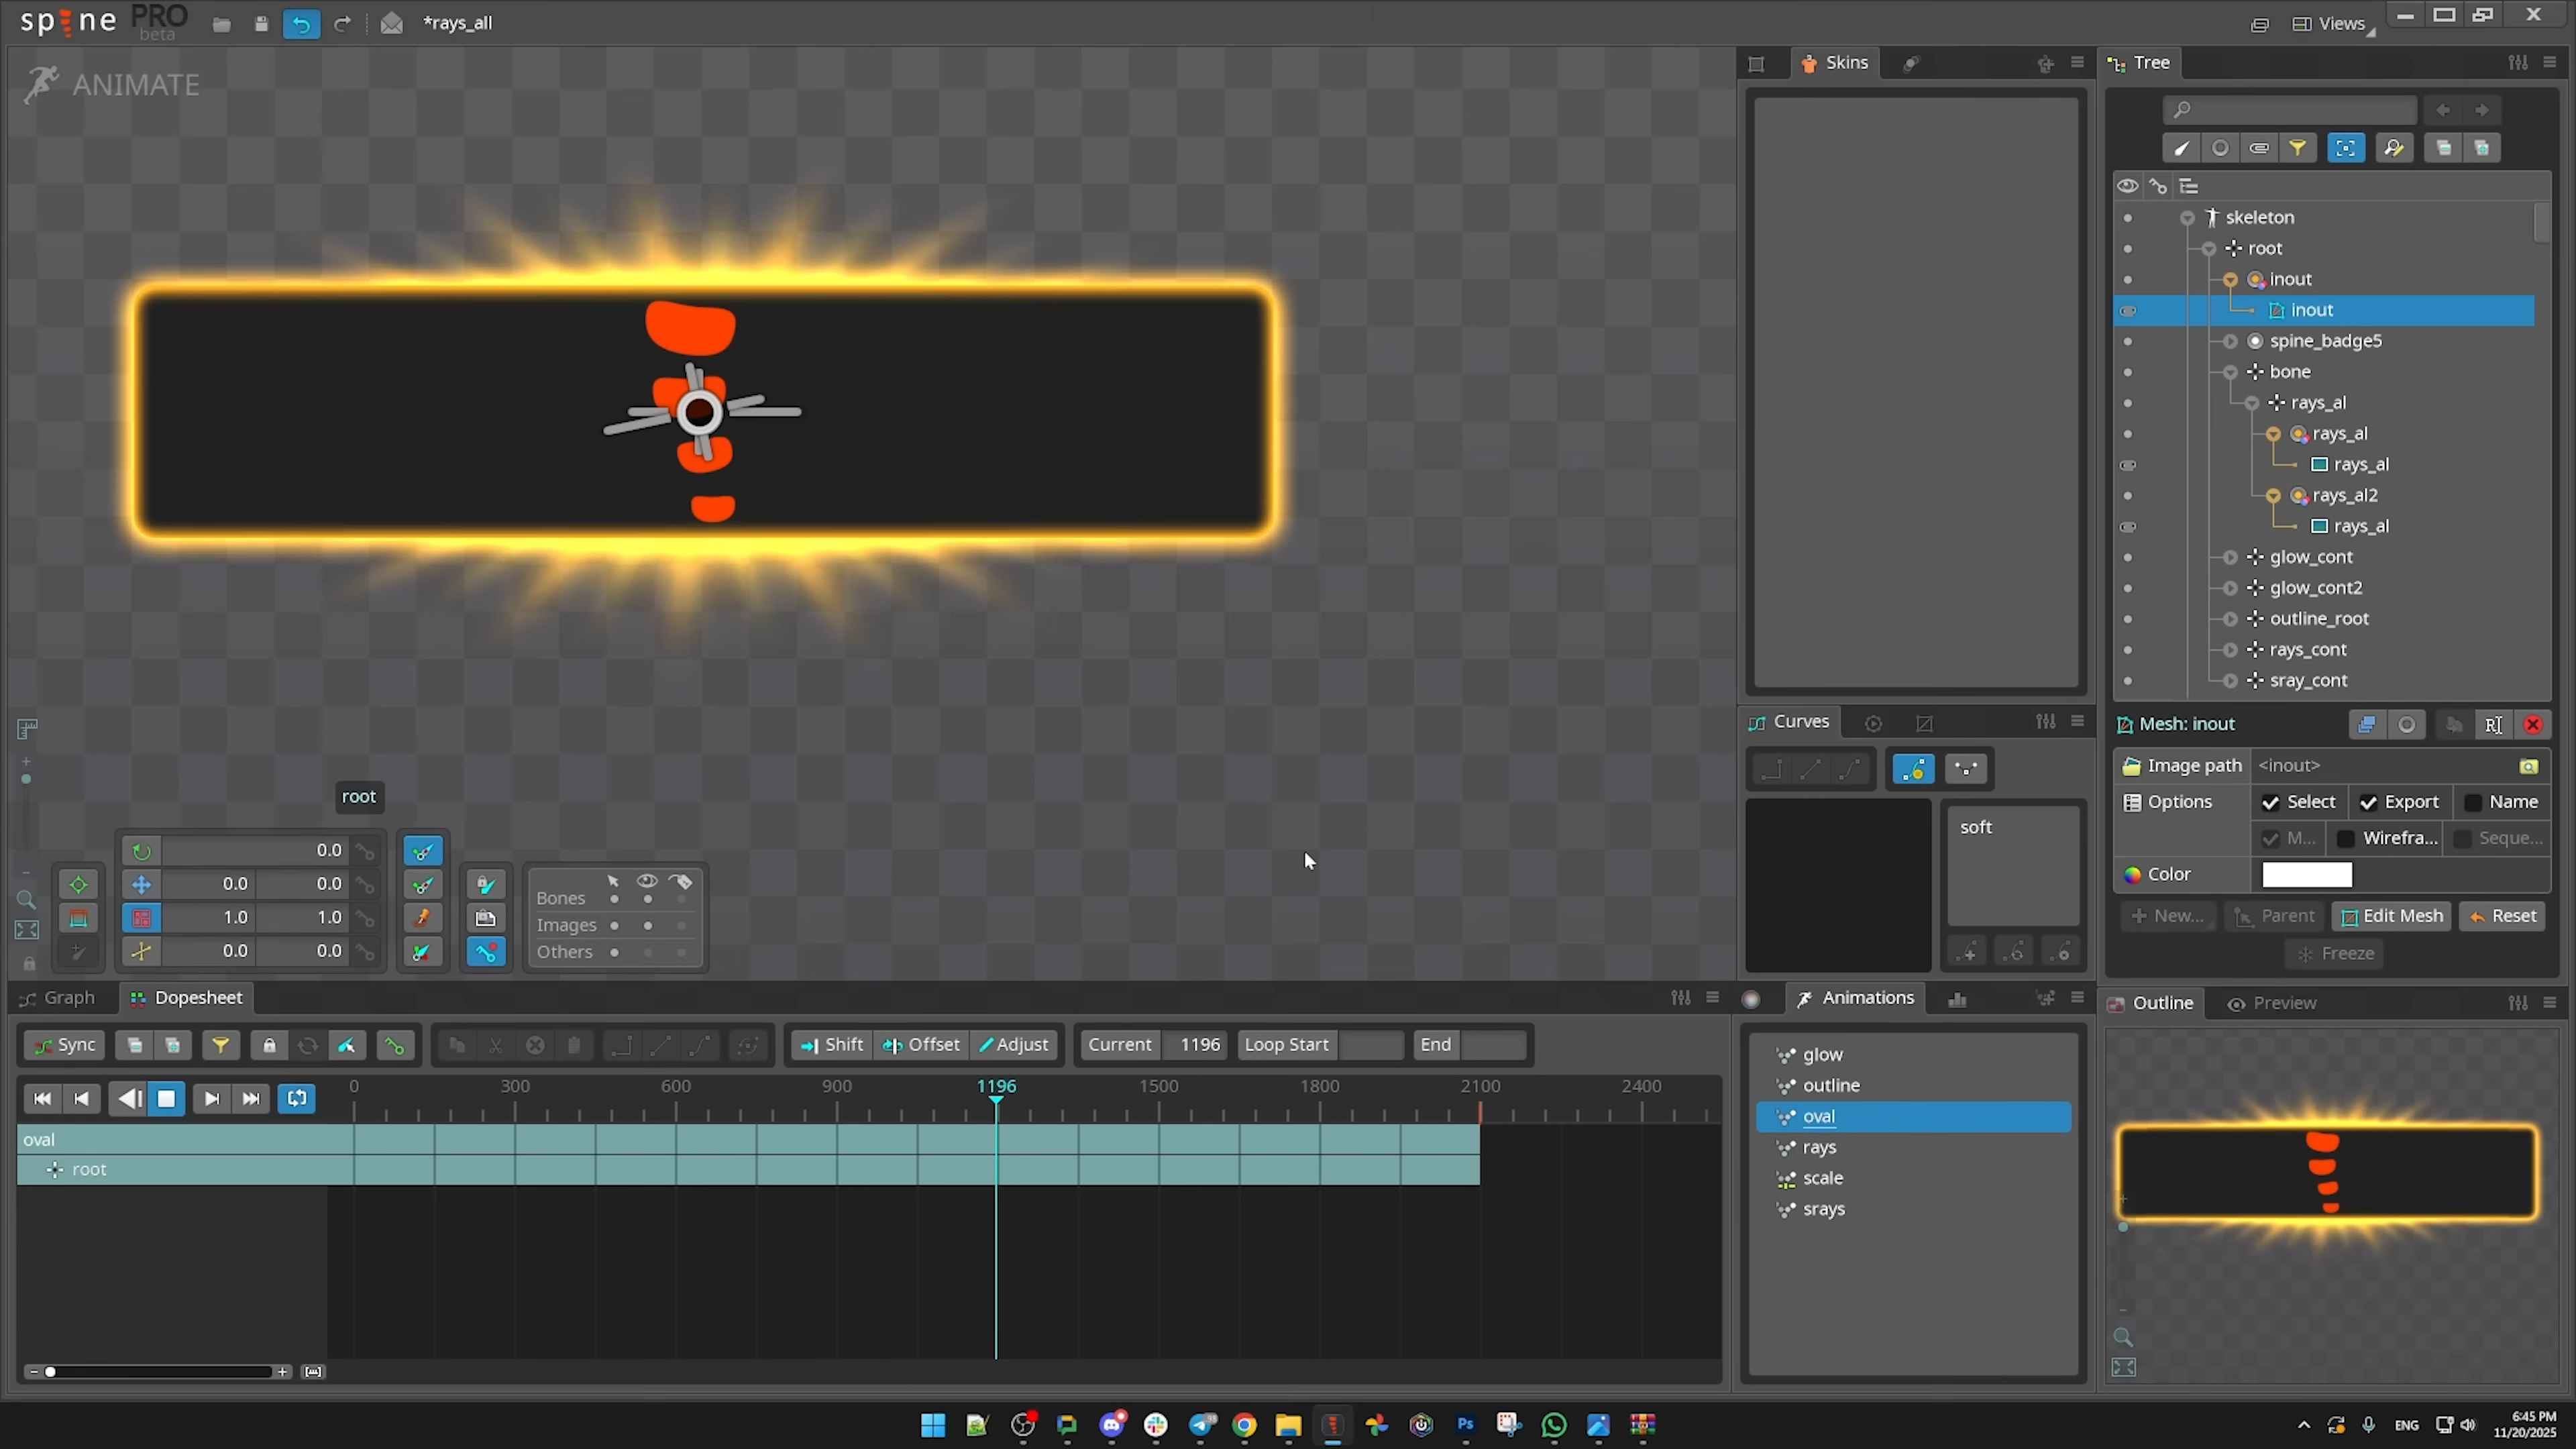 spine PRO beta *rays_all Views
ANIMATE
Skins
Tree
skeleton
root
inout
inout
spine_badge5
bone
rays_al
rays_al
rays_al
rays_al2
rays_al
glow_cont
glow_cont2
outline_root
rays_cont
sray_cont
Curves
soft
Mesh: inout
Image path <inout>
Options Select Export Name
M... Wirefra... Seque...
Color
New... Parent Edit Mesh Reset
Freeze
root
0.0
0.0 0.0
1.0 1.0
0.0 0.0
Bones
Images
Others
Graph Dopesheet
Sync Shift Offset Adjust Current 1196 Loop Start End
0 300 600 900 1196 1500 1800 2100 2400
oval
root
Animations
glow
outline
oval
rays
scale
srays
Outline Preview
Ps
ENG
6:45 PM
11/20/2025